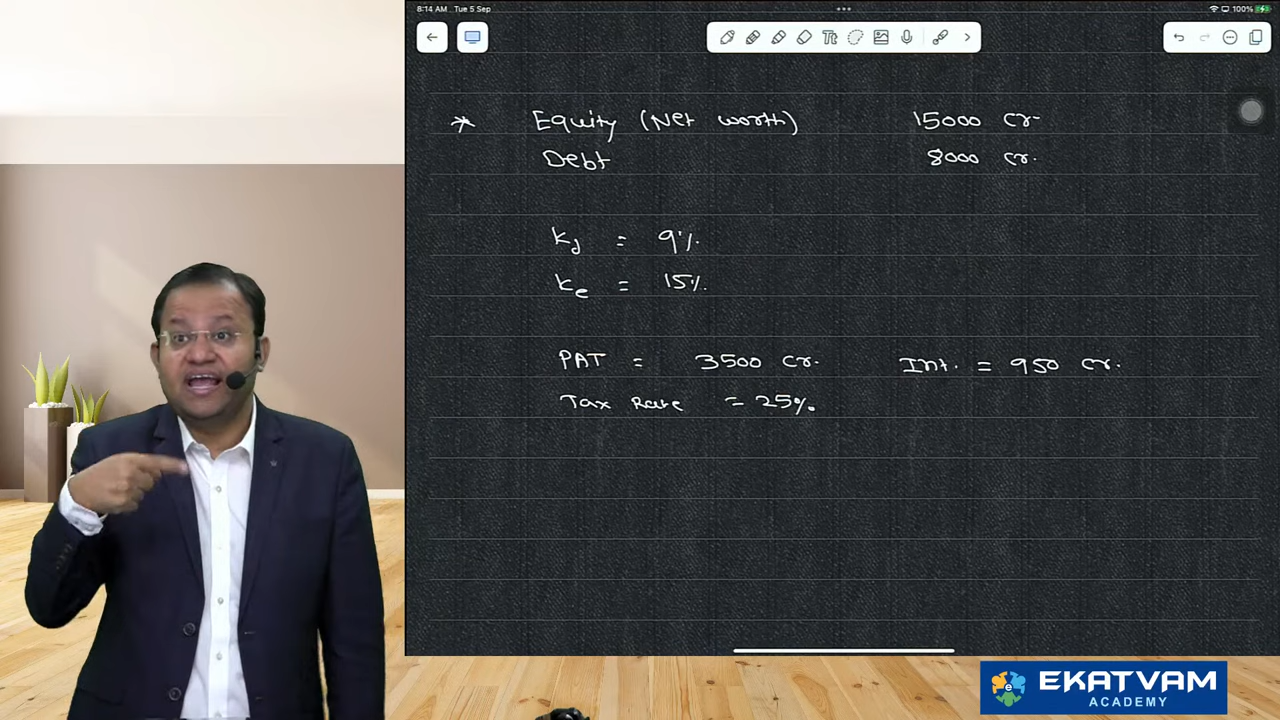 8:14 AM Tue 5 Sep
100%
Tt
* Equity (Net worth) 15000 cr.
Debt 8000 cr.
Kd = 9%.
Ke = 15%.
PAT = 3500 Cr. Int. = 950 Cr.
Tax Rate = 25%.
EKATVAM
ACADEMY